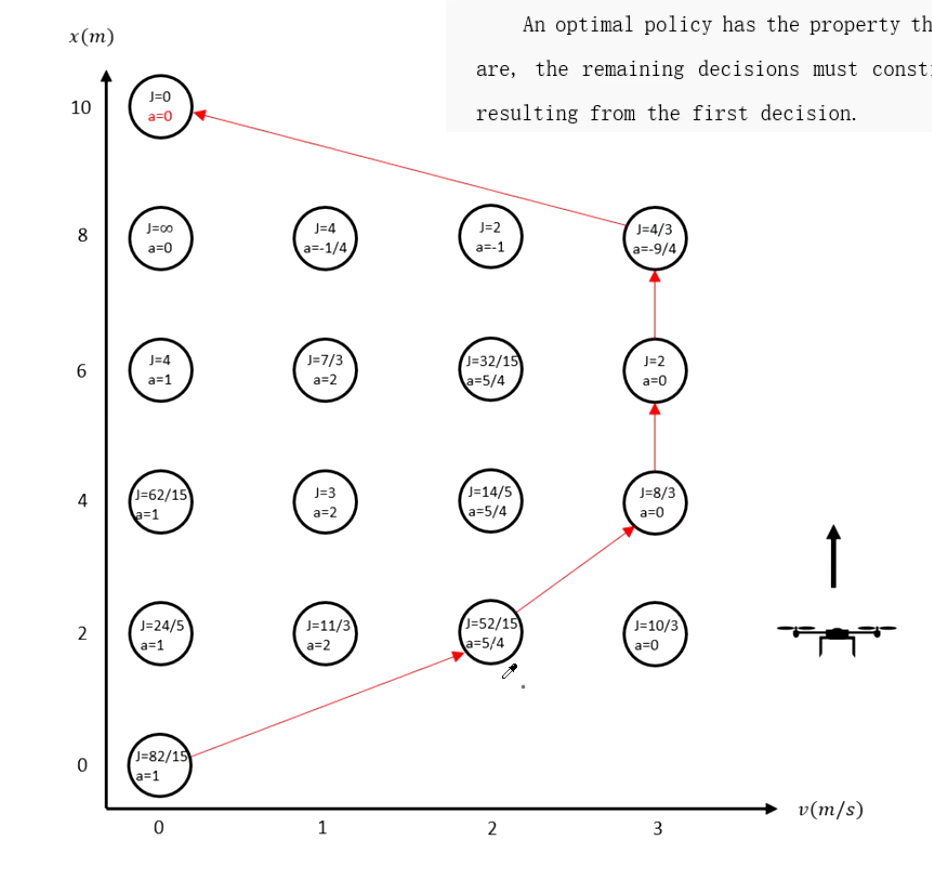 An optimal policy has the property th
are, the remaining decisions must consti
resulting from the first decision.
x(m)
10
J=0
a=0
8
J=∞
a=0
J=4
a=-1/4
J=2
a=-1
J=4/3
a=-9/4
6
J=4
a=1
J=7/3
a=2
J=32/15
a=5/4
J=2
a=0
4
J=62/15
a=1
J=3
a=2
J=14/5
a=5/4
J=8/3
a=0
2
J=24/5
a=1
J=11/3
a=2
J=52/15
a=5/4
J=10/3
a=0
0
J=82/15
a=1
v(m/s)
0 1 2 3